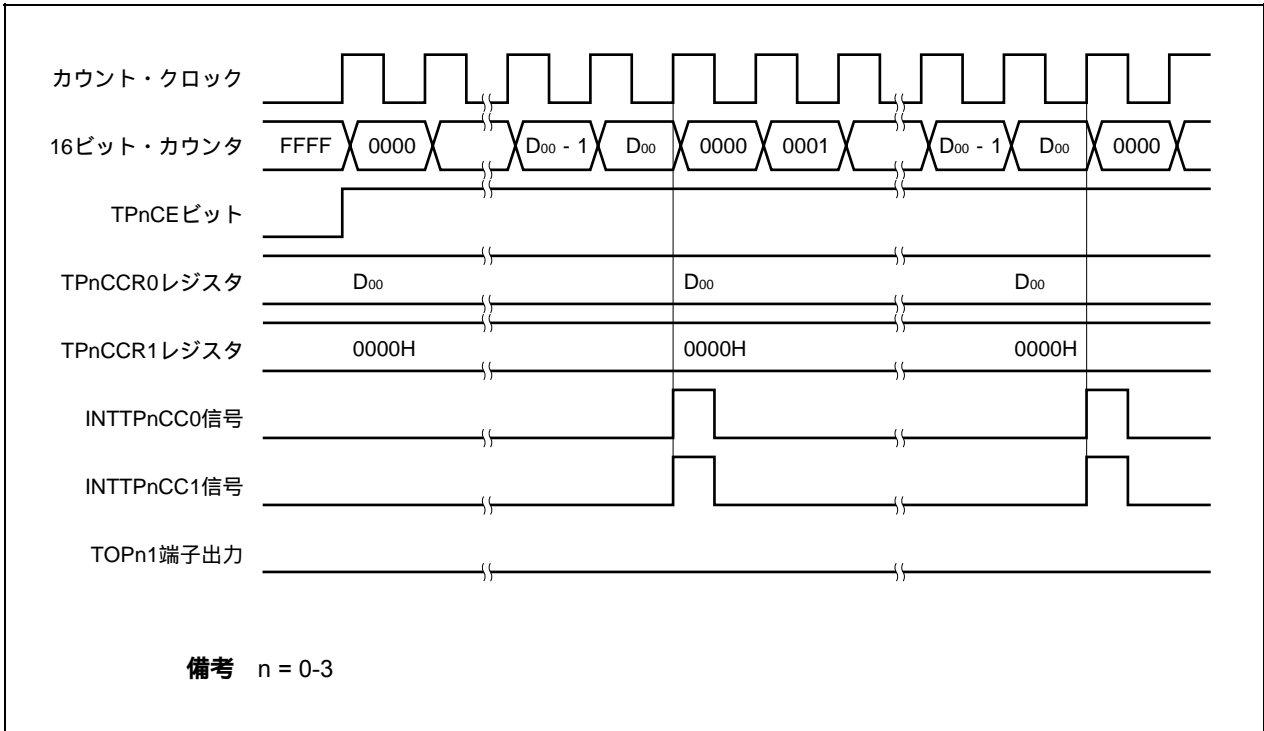 カウント・クロック
16ビット・カウンタ FFFF 0000 D00 - 1 D00 0000 0001 D00 - 1 D00 0000
TPnCEビット
TPnCCR0レジスタ D00 D00 D00
TPnCCR1レジスタ 0000H 0000H 0000H
INTTPnCC0信号
INTTPnCC1信号
TOPn1端子出力
備考 n = 0-3